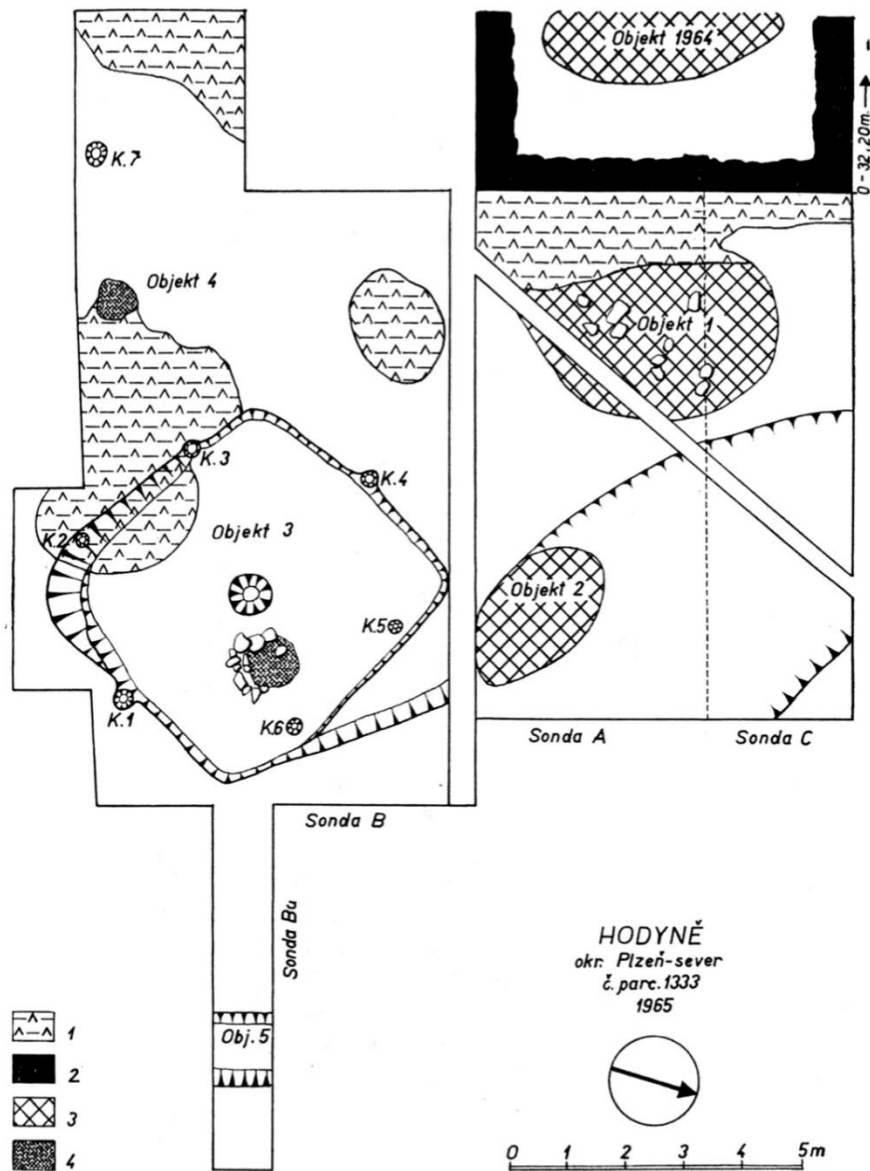 Objekt 1964
0-32,20m.
K.7
Objekt 4
Objekt 1
K.3
K.4
Objekt 3
K.2
Objekt 2
K.5
K.1
K.6
Sonda A
Sonda C
Sonda B
Sonda Bu
HODYNĚ
okr. Plzeň-sever
č. parc. 1333
1965
Obj. 5
1
2
3
4
0 1 2 3 4 5m